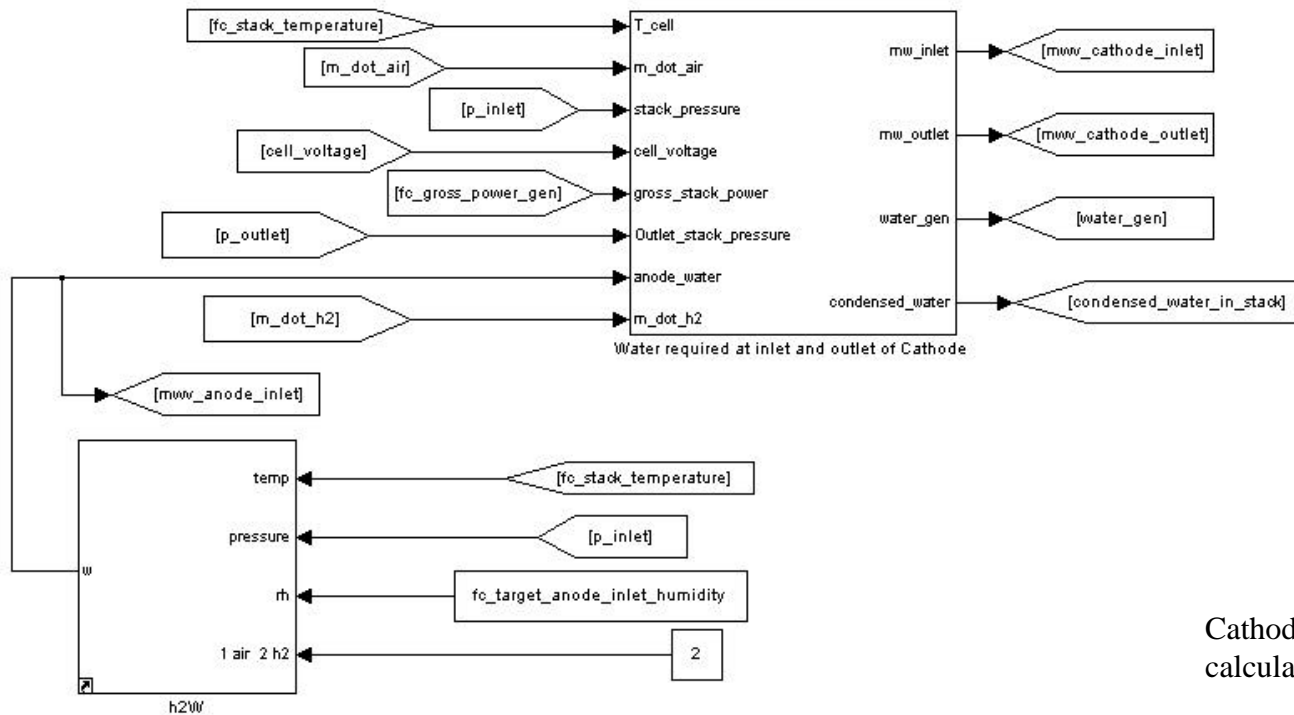 [fc_stack_temperature]
T_cell
[m_dot_air]
m_dot_air
[p_inlet]
stack_pressure
[cell_voltage]
cell_voltage
[fc_gross_power_gen]
gross_stack_power
[p_outlet]
Outlet_stack_pressure
anode_water
[m_dot_h2]
m_dot_h2
mw_inlet
[mwv_cathode_inlet]
mw_outlet
[mwv_cathode_outlet]
water_gen
[water_gen]
condensed_water
[condensed_water_in_stack]
Water required at inlet and outlet of Cathode
[mwv_anode_inlet]
temp
[fc_stack_temperature]
pressure
[p_inlet]
w
rh
fc_target_anode_inlet_humidity
1 air 2 h2
2
h2W
Cathod
calcula